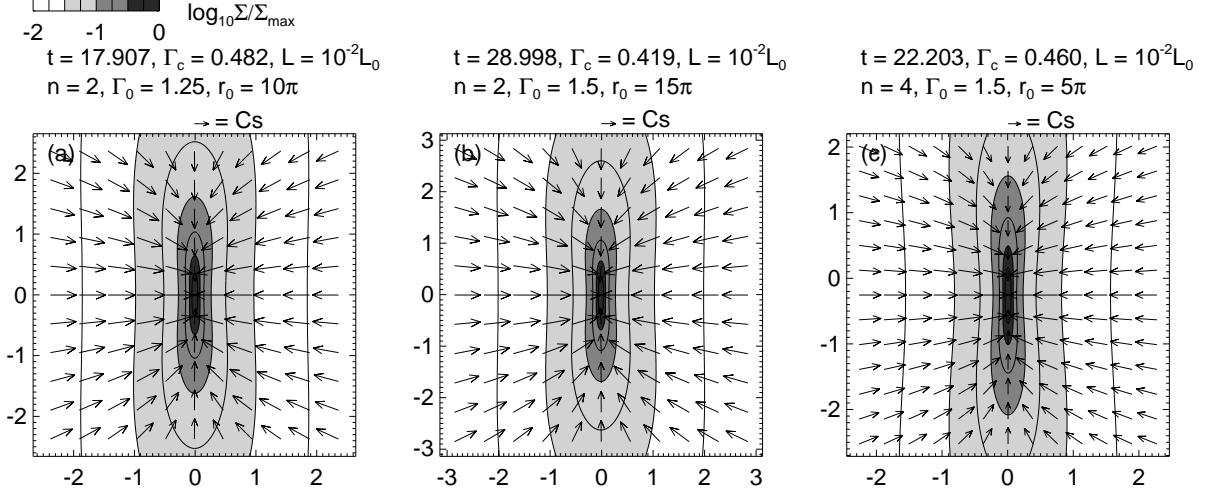 -2 -1 0
log₁₀Σ/Σmax
t = 17.907, Γc = 0.482, L = 10⁻²L₀
n = 2, Γ₀ = 1.25, r₀ = 10π
→ = Cs
(a)
2
1
0
-1
-2
-2 -1 0 1 2
t = 28.998, Γc = 0.419, L = 10⁻²L₀
n = 2, Γ₀ = 1.5, r₀ = 15π
→ = Cs
(b)
3
2
1
0
-1
-2
-3
-3 -2 -1 0 1 2 3
t = 22.203, Γc = 0.460, L = 10⁻²L₀
n = 4, Γ₀ = 1.5, r₀ = 5π
→ = Cs
(e)
2
1
0
-1
-2
-2 -1 0 1 2